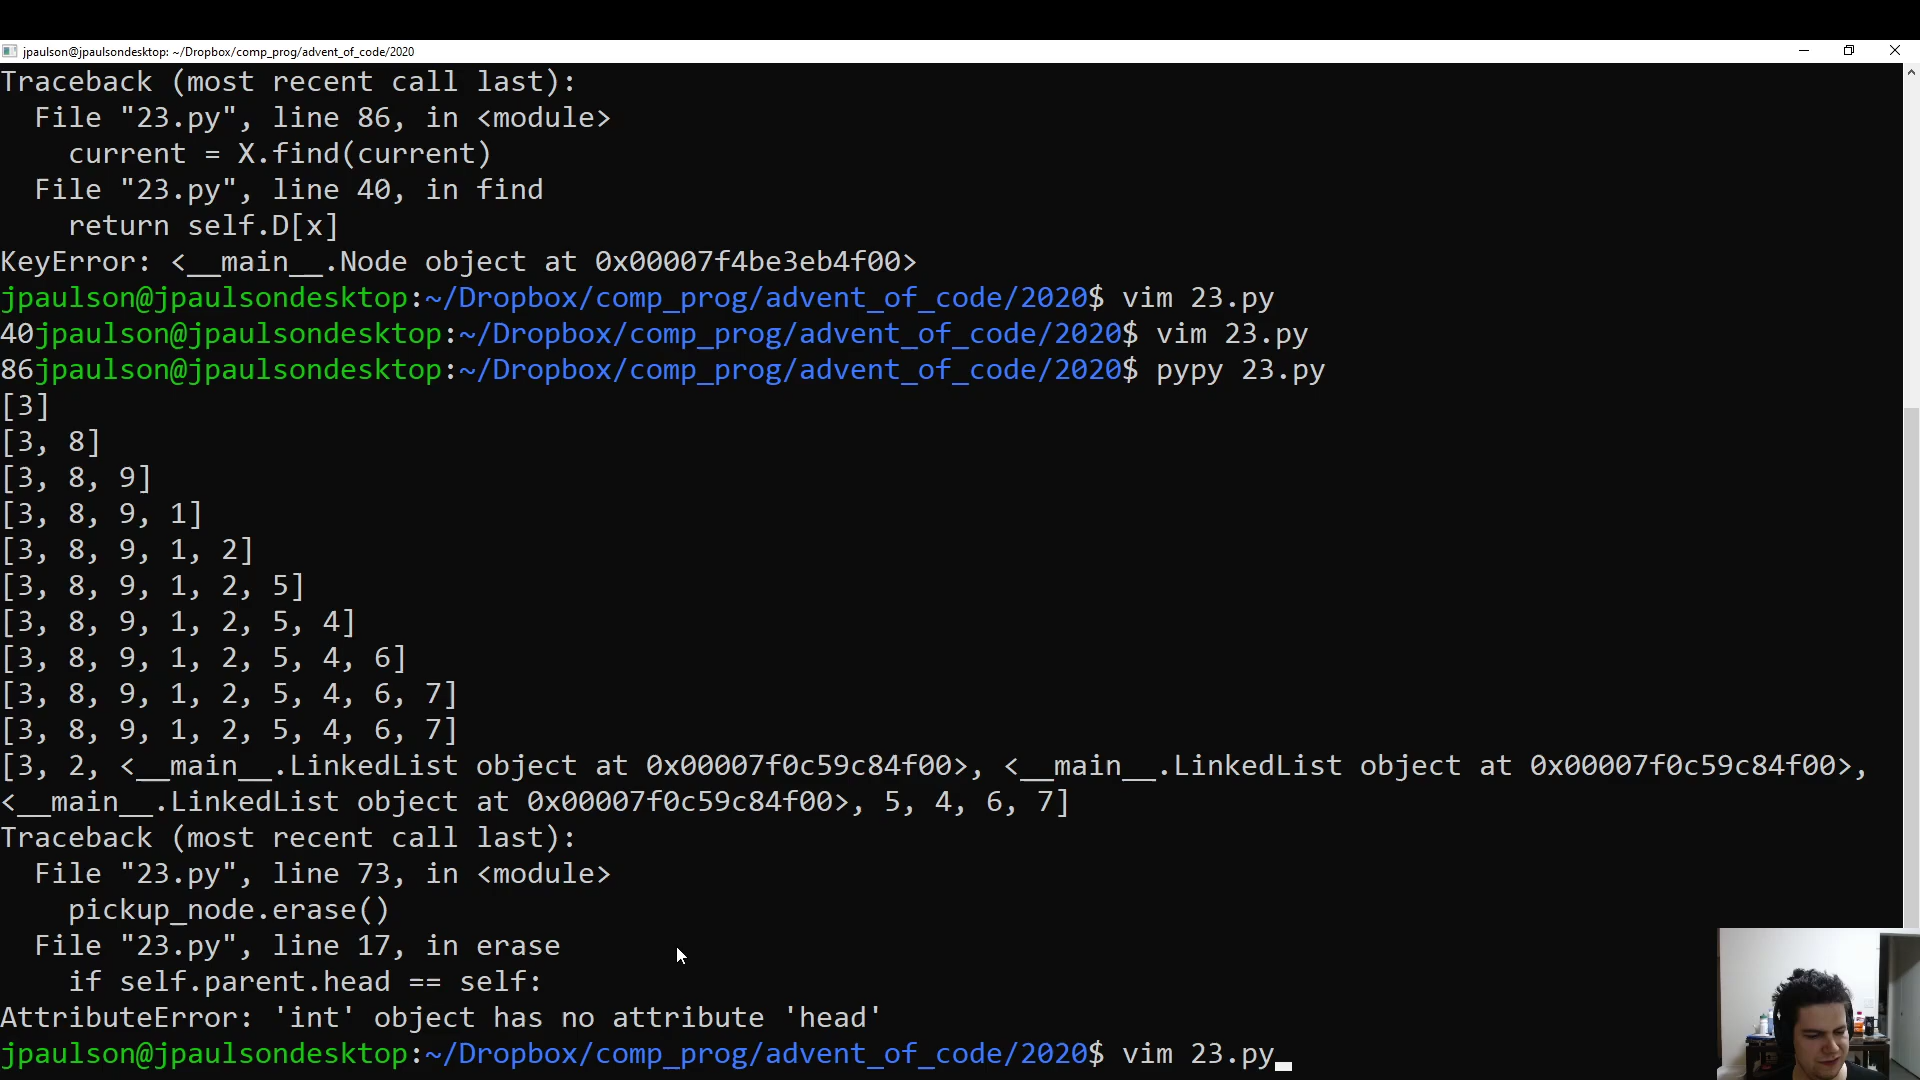 jpaulson@jpaulsondesktop: ~/Dropbox/comp_prog/advent_of_code/2020
Traceback (most recent call last):
  File "23.py", line 86, in <module>
    current = X.find(current)
  File "23.py", line 40, in find
    return self.D[x]
KeyError: <__main__.Node object at 0x00007f4be3eb4f00>
jpaulson@jpaulsondesktop:~/Dropbox/comp_prog/advent_of_code/2020$ vim 23.py
40jpaulson@jpaulsondesktop:~/Dropbox/comp_prog/advent_of_code/2020$ vim 23.py
86jpaulson@jpaulsondesktop:~/Dropbox/comp_prog/advent_of_code/2020$ pypy 23.py
[3]
[3, 8]
[3, 8, 9]
[3, 8, 9, 1]
[3, 8, 9, 1, 2]
[3, 8, 9, 1, 2, 5]
[3, 8, 9, 1, 2, 5, 4]
[3, 8, 9, 1, 2, 5, 4, 6]
[3, 8, 9, 1, 2, 5, 4, 6, 7]
[3, 8, 9, 1, 2, 5, 4, 6, 7]
[3, 2, <__main__.LinkedList object at 0x00007f0c59c84f00>, <__main__.LinkedList object at 0x00007f0c59c84f00>,
<__main__.LinkedList object at 0x00007f0c59c84f00>, 5, 4, 6, 7]
Traceback (most recent call last):
  File "23.py", line 73, in <module>
    pickup_node.erase()
  File "23.py", line 17, in erase
    if self.parent.head == self:
AttributeError: 'int' object has no attribute 'head'
jpaulson@jpaulsondesktop:~/Dropbox/comp_prog/advent_of_code/2020$ vim 23.py